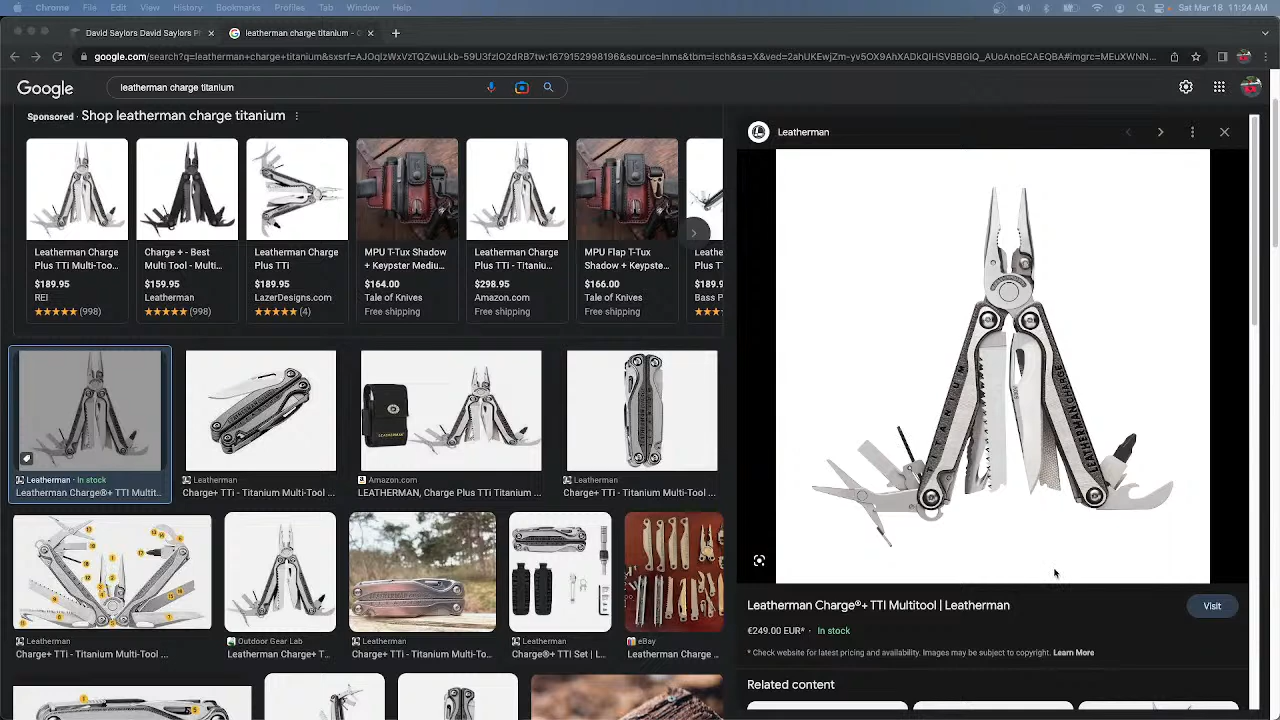 Chrome File Edit View History Bookmarks Profiles Tab Window Help Sat Mar 18 11:24 AM
David Saylors David Saylors
leatherman charge titanium -
Google
leatherman charge titanium
Sponsored · Shop leatherman charge titanium
Leatherman Charge Plus TTi Multi-Too...
$189.95
REI
(998)
Charge + - Best Multi Tool - Multi...
$159.95
Leatherman
(998)
Leatherman Charge Plus TTi
$189.95
LazerDesigns.com
(4)
MPU T-Tux Shadow + Keypster Mediu...
$164.00
Tale of Knives
Free shipping
Leatherman Charge Plus TTi - Titaniu...
$298.95
Amazon.com
Free shipping
MPU Flap T-Tux Shadow + Keypste...
$166.00
Tale of Knives
Free shipping
$189.9
Bass P
Leatherman · In stock
Leatherman Charge®+ TTI Multit...
Leatherman
Charge+ TTi - Titanium Multi-Tool ...
Amazon.com
LEATHERMAN, Charge Plus TTi Titanium ...
Leatherman
Charge+ TTi - Titanium Multi-Tool ...
Leatherman
Charge+ TTi - Titanium Multi-Tool ...
Outdoor Gear Lab
Leatherman Charge+ T...
Leatherman
Charge+ TTi - Titanium Multi-To...
Leatherman
Charge®+ TTI Set | L...
eBay
Leatherman Charge ...
Leatherman
TITANIUM
LEATHERMAN CHARGE
Leatherman Charge®+ TTI Multitool | Leatherman
Visit
€249.00 EUR* · In stock
* Check website for latest pricing and availability. Images may be subject to copyright. Learn More
Related content